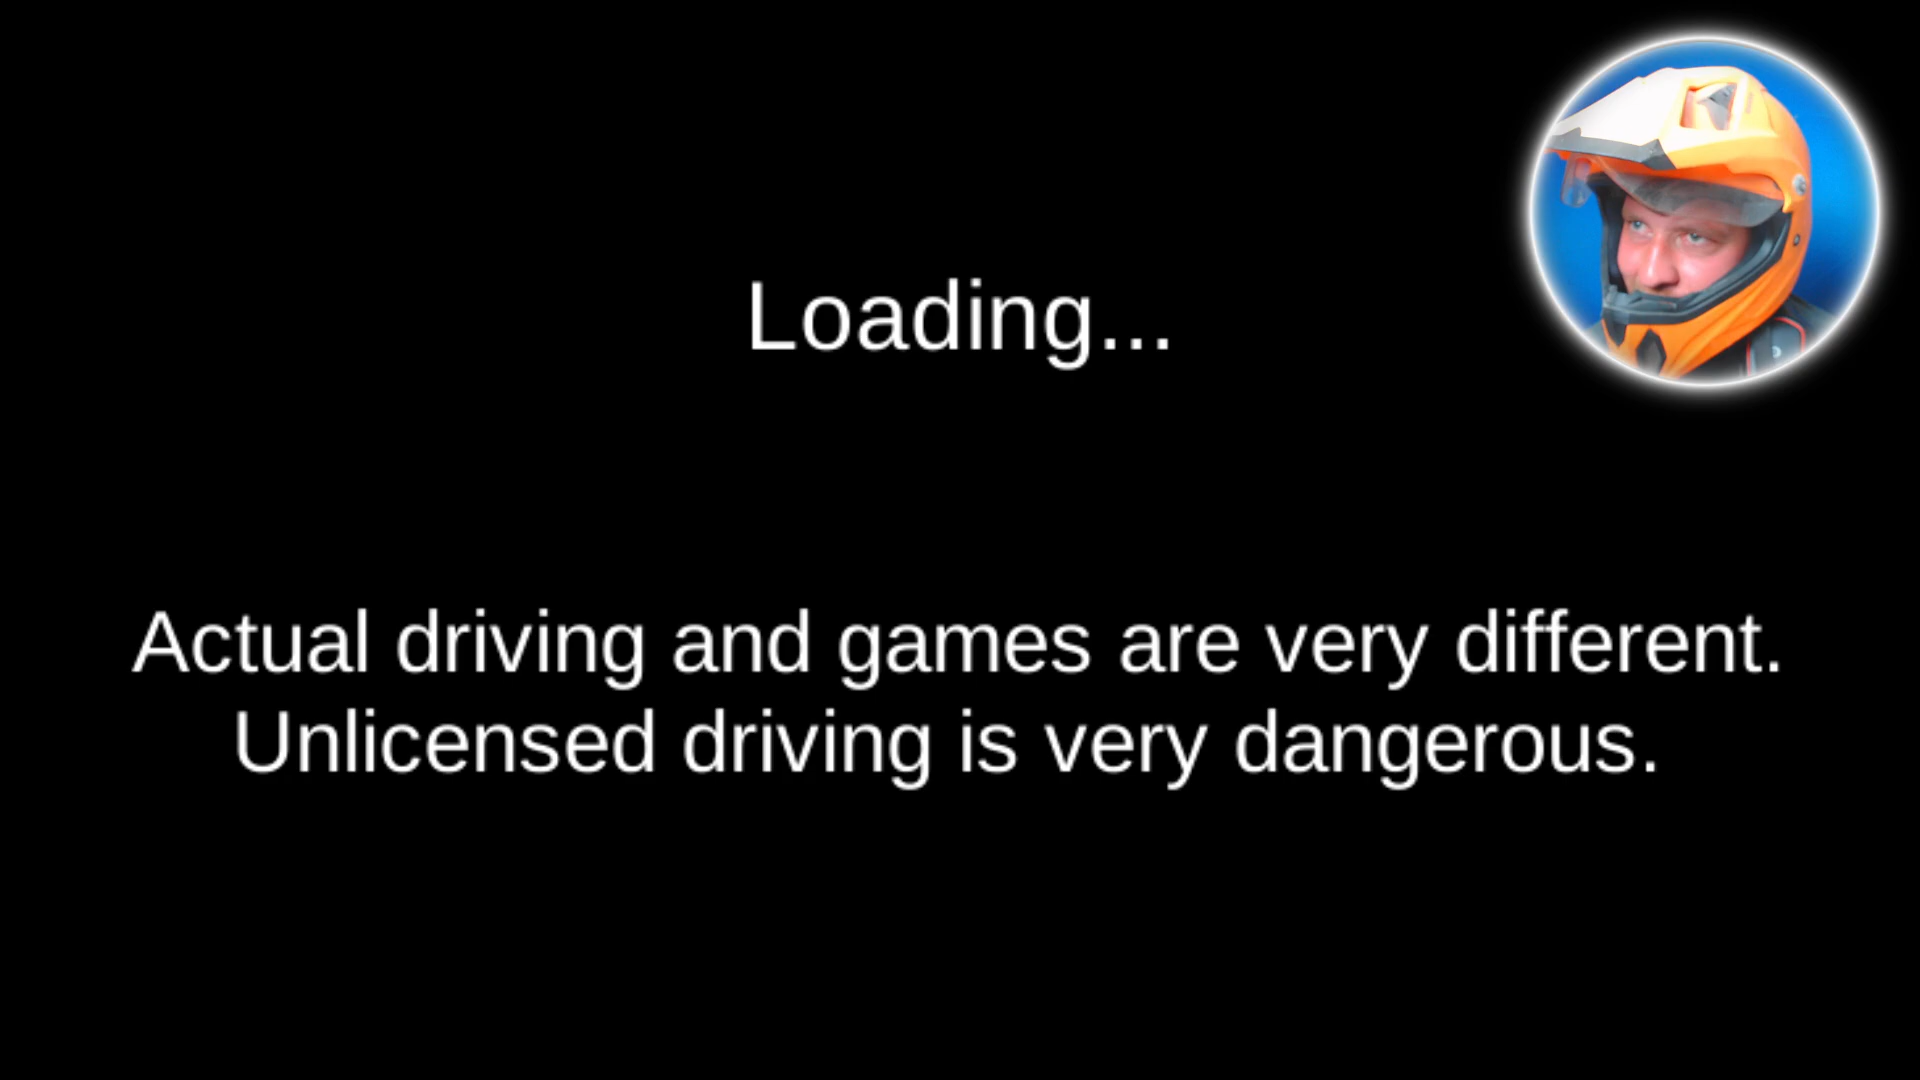 Loading...
Actual driving and games are very different.
Unlicensed driving is very dangerous.